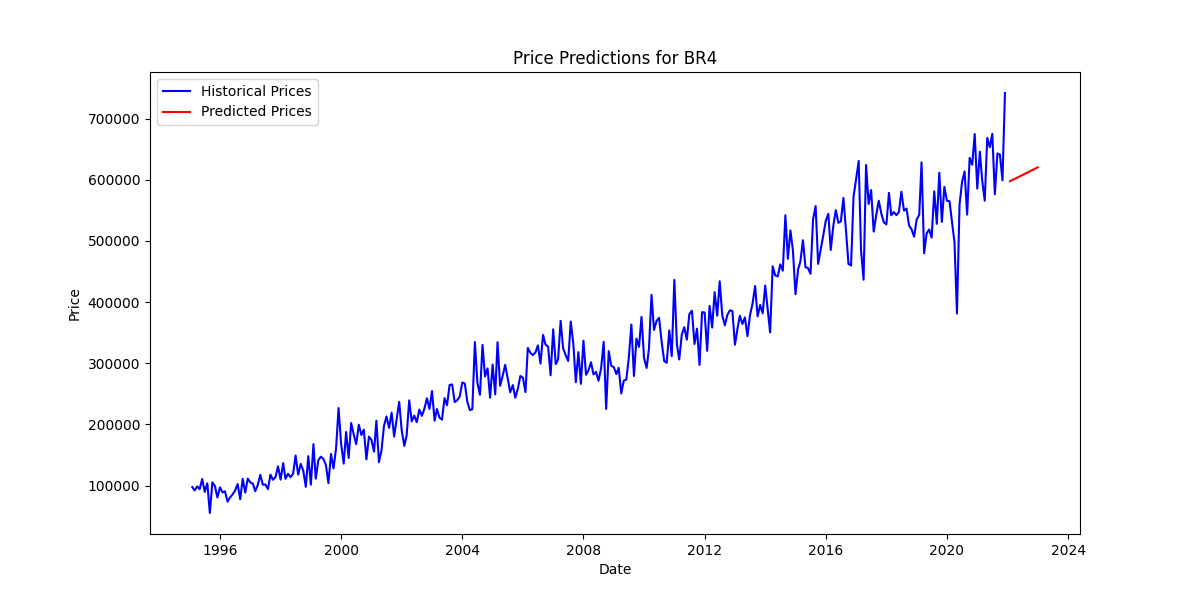 Price Predictions for BR4
Historical Prices
Predicted Prices
700000
600000
500000
400000
300000
200000
100000
Price
1996 2000 2004 2008 2012 2016 2020 2024
Date